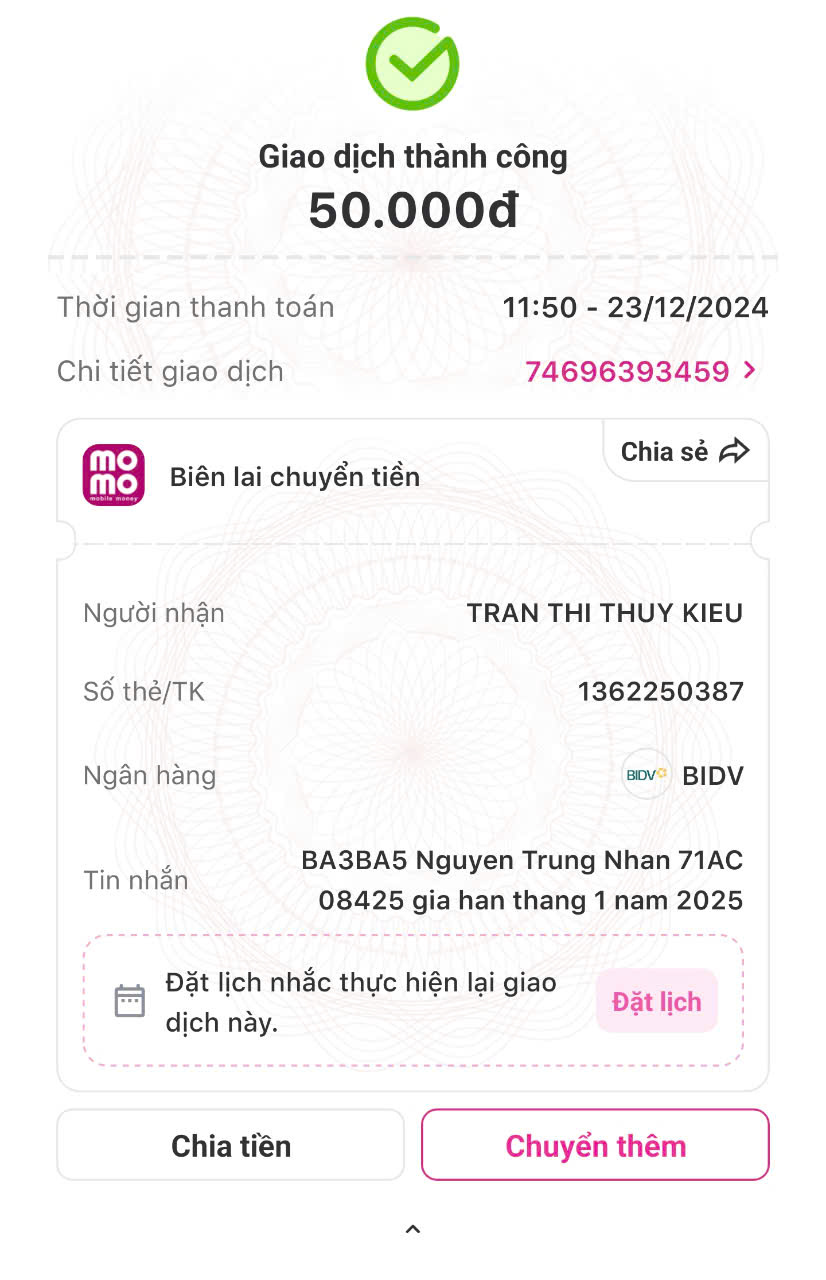 Giao dịch thành công
50.000đ
Thời gian thanh toán 11:50 - 23/12/2024
Chi tiết giao dịch 74696393459
Chia sẻ
mo
mo
mobile money
Biên lai chuyển tiền
Người nhận TRAN THI THUY KIEU
Số thẻ/TK 1362250387
Ngân hàng BIDV BIDV
Tin nhắn BA3BA5 Nguyen Trung Nhan 71AC
08425 gia han thang 1 nam 2025
Đặt lịch nhắc thực hiện lại giao
dịch này.
Đặt lịch
Chia tiền Chuyển thêm